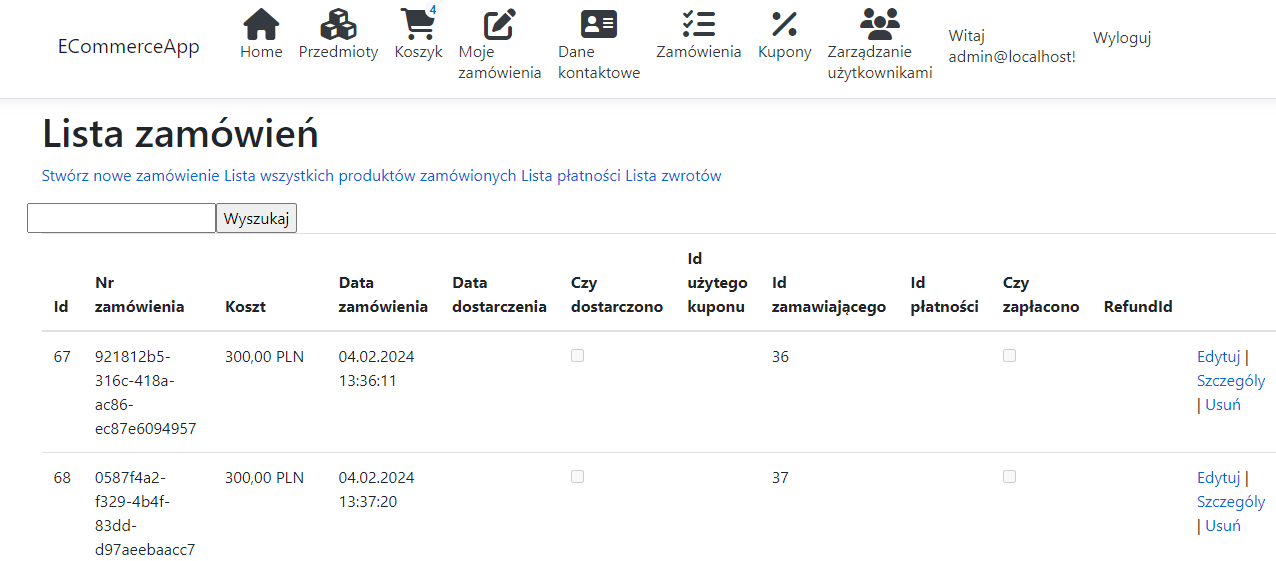 ECommerceApp
Home
Przedmioty
4
Koszyk
Moje
zamówienia
Dane
kontaktowe
Zamówienia
Kupony
Zarządzanie
użytkownikami
Witaj
admin@localhost!
Wyloguj
Lista zamówień
Stwórz nowe zamówienie Lista wszystkich produktów zamówionych Lista płatności Lista zwrotów
Wyszukaj
Id
Nr
zamówienia
Koszt
Data
zamówienia
Data
dostarczenia
Czy
dostarczono
Id
użytego
kuponu
Id
zamawiającego
Id
płatności
Czy
zapłacono
RefundId
67
921812b5-
316c-418a-
ac86-
ec87e6094957
300,00 PLN
04.02.2024
13:36:11
36
Edytuj |
Szczegóły
| Usuń
68
0587f4a2-
f329-4b4f-
83dd-
d97aeebaacc7
300,00 PLN
04.02.2024
13:37:20
37
Edytuj |
Szczegóły
| Usuń